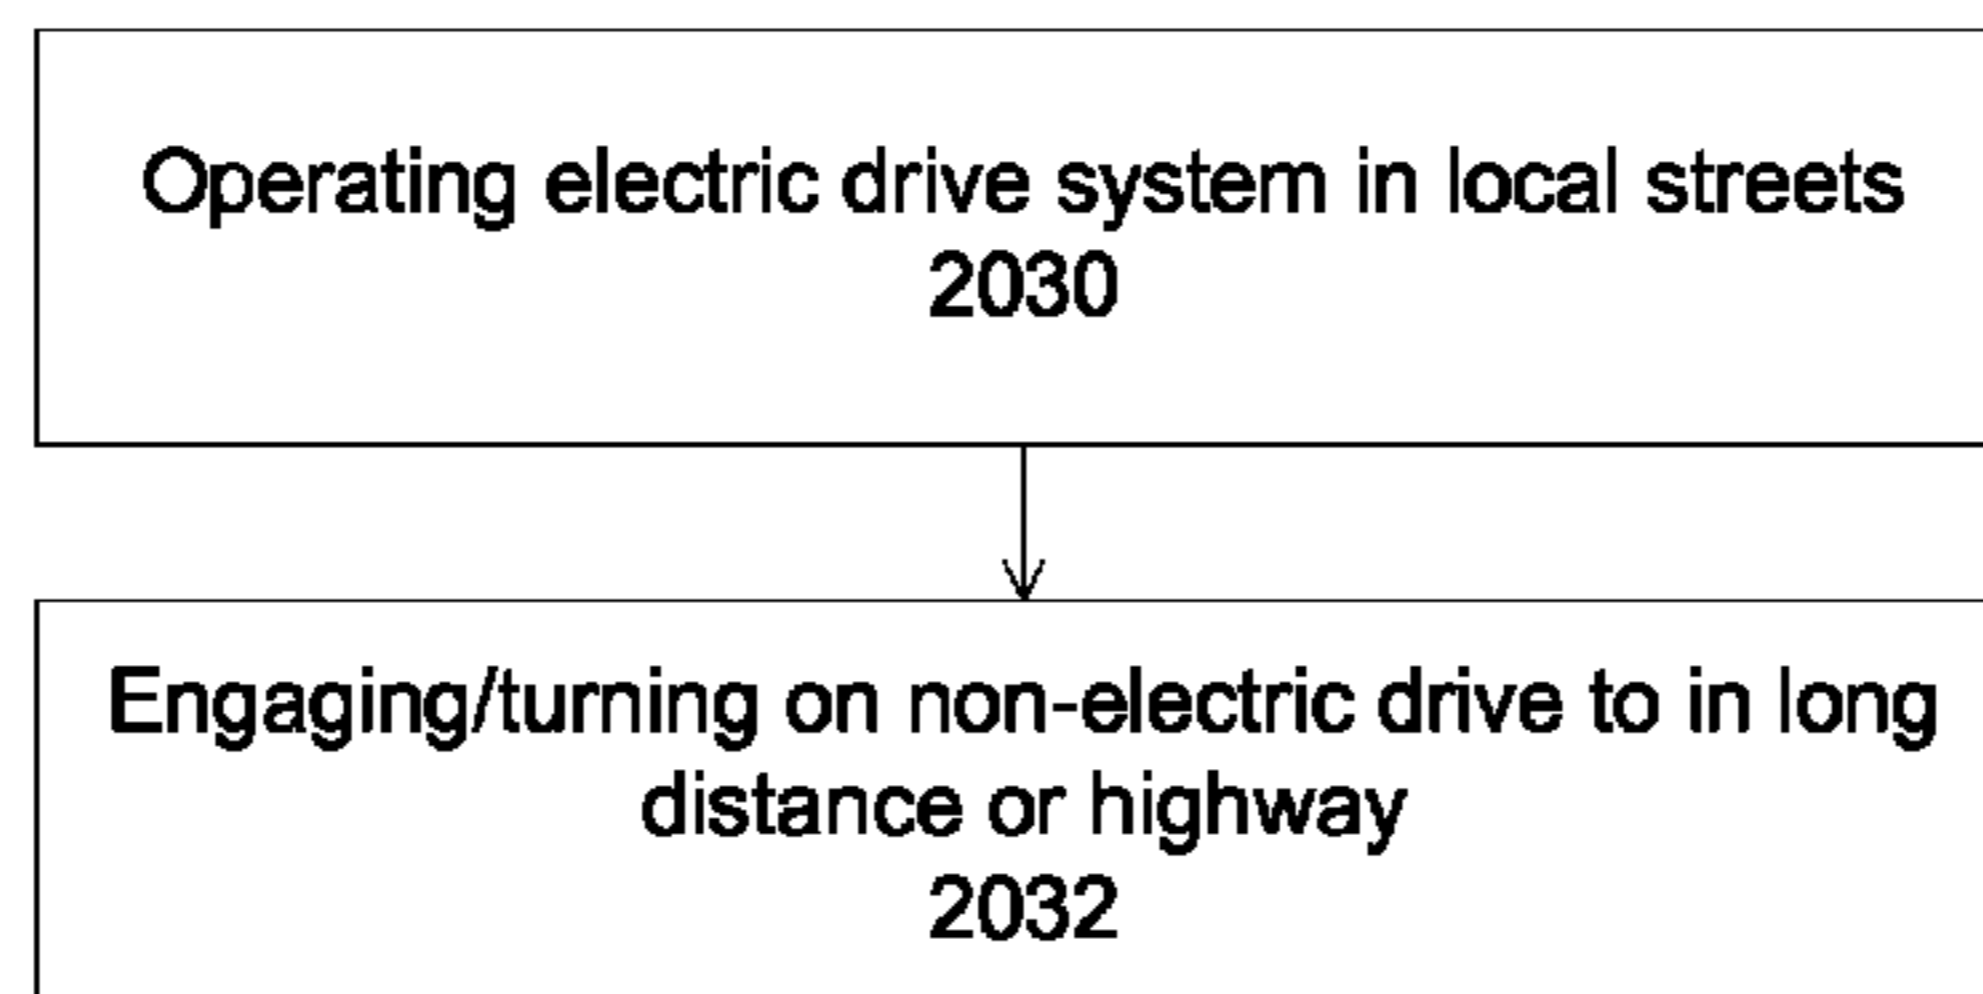 Operating electric drive system in local streets
2030
Engaging/turning on non-electric drive to in long
distance or highway
2032